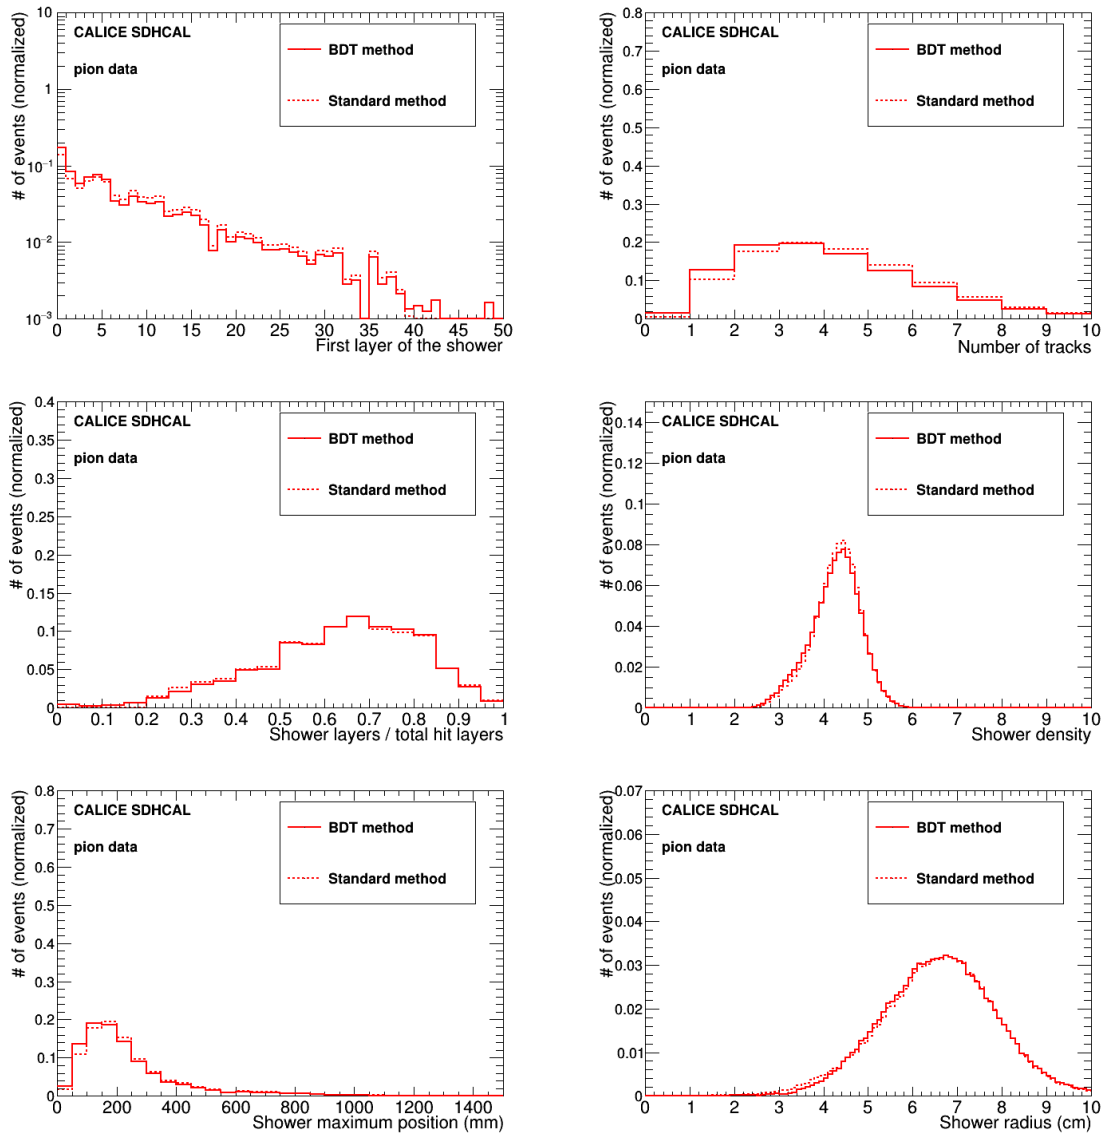 # of events (normalized)
10
1
10⁻¹
10⁻²
10⁻³
CALICE SDHCAL
pion data
BDT method
Standard method
0 5 10 15 20 25 30 35 40 45 50
First layer of the shower
# of events (normalized)
0.8
0.7
0.6
0.5
0.4
0.3
0.2
0.1
0
CALICE SDHCAL
pion data
BDT method
Standard method
0 1 2 3 4 5 6 7 8 9 10
Number of tracks
# of events (normalized)
0.4
0.35
0.3
0.25
0.2
0.15
0.1
0.05
0
CALICE SDHCAL
pion data
BDT method
Standard method
0 0.1 0.2 0.3 0.4 0.5 0.6 0.7 0.8 0.9 1
Shower layers / total hit layers
# of events (normalized)
0.14
0.12
0.1
0.08
0.06
0.04
0.02
0
CALICE SDHCAL
pion data
BDT method
Standard method
0 1 2 3 4 5 6 7 8 9 10
Shower density
# of events (normalized)
0.8
0.7
0.6
0.5
0.4
0.3
0.2
0.1
0
CALICE SDHCAL
pion data
BDT method
Standard method
0 200 400 600 800 1000 1200 1400
Shower maximum position (mm)
# of events (normalized)
0.07
0.06
0.05
0.04
0.03
0.02
0.01
0
CALICE SDHCAL
pion data
BDT method
Standard method
0 1 2 3 4 5 6 7 8 9 10
Shower radius (cm)